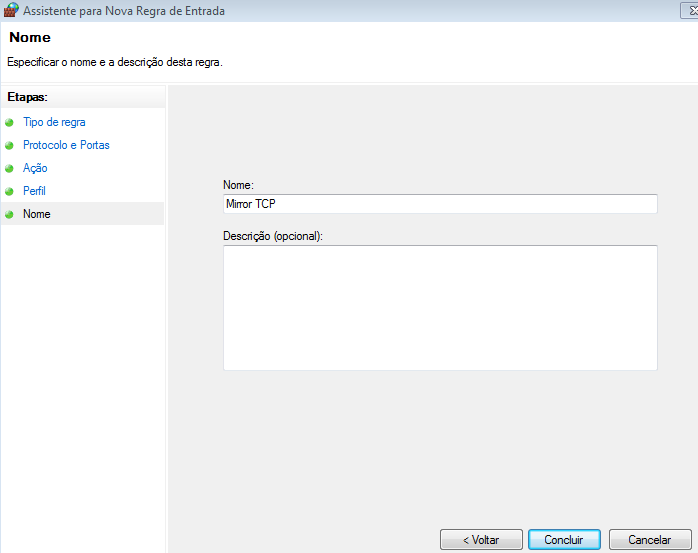 Assistente para Nova Regra de Entrada
Nome
Especificar o nome e a descrição desta regra.
Etapas:
Tipo de regra
Protocolo e Portas
Ação
Perfil
Nome
Nome:
Mirror TCP
Descrição (opcional):
< Voltar
Concluir
Cancelar